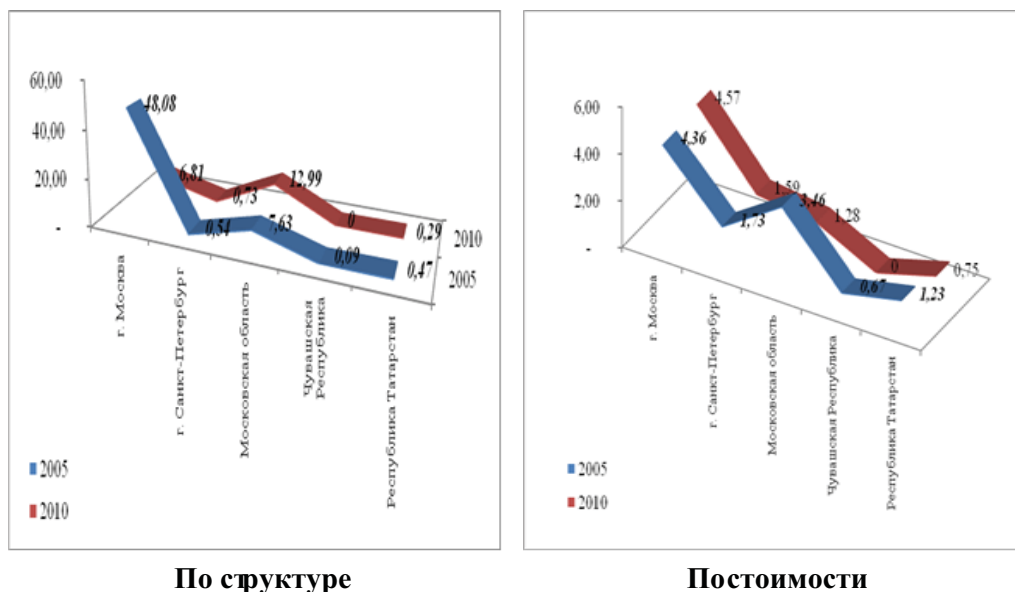 60,00
40,00
20,00
-
48,08
0,54
7,63
0,09
0,47
6,81
0,73
12,99
0
0,29
2010
2005
г. Москва
г. Санкт-Петербург
Московская область
Чувашская
Республика
Республика Татарстан
2005
2010
По структуре
6,00
4,00
2,00
-
4,36
1,73
3,46
0,67
1,23
4,57
1,59
1,28
0
0,75
г. Москва
г. Санкт-Петербург
Московская область
Чувашская Республика
Республика Татарстан
2005
2010
Постоимости